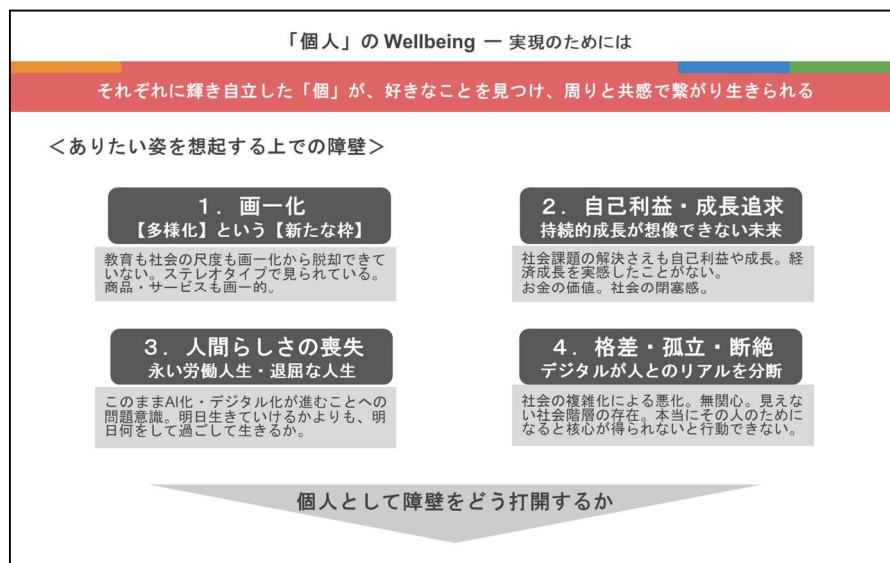 「個人」の Wellbeing ー 実現のためには
それぞれに輝き自立した「個」が、好きなことを見つけ、周りと共感で繋がり生きられる
＜ありたい姿を想起する上での障壁＞
１．画一化
【多様化】という【新たな枠】
教育も社会の尺度も画一化から脱却できて
いない。ステレオタイプで見られている。
商品・サービスも画一的。
２．自己利益・成長追求
持続的成長が想像できない未来
社会課題の解決さえも自己利益や成長。経
済成長を実感したことがない。
お金の価値。社会の閉塞感。
３．人間らしさの喪失
永い労働人生・退屈な人生
このままAI化・デジタル化が進むことへの
問題意識。明日生きていけるかよりも、明
日何をして過ごして生きるか。
４．格差・孤立・断絶
デジタルが人とのリアルを分断
社会の複雑化による悪化。無関心。見えな
い社会階層の存在。本当にその人のために
なると核心が得られないと行動できない。
個人として障壁をどう打開するか